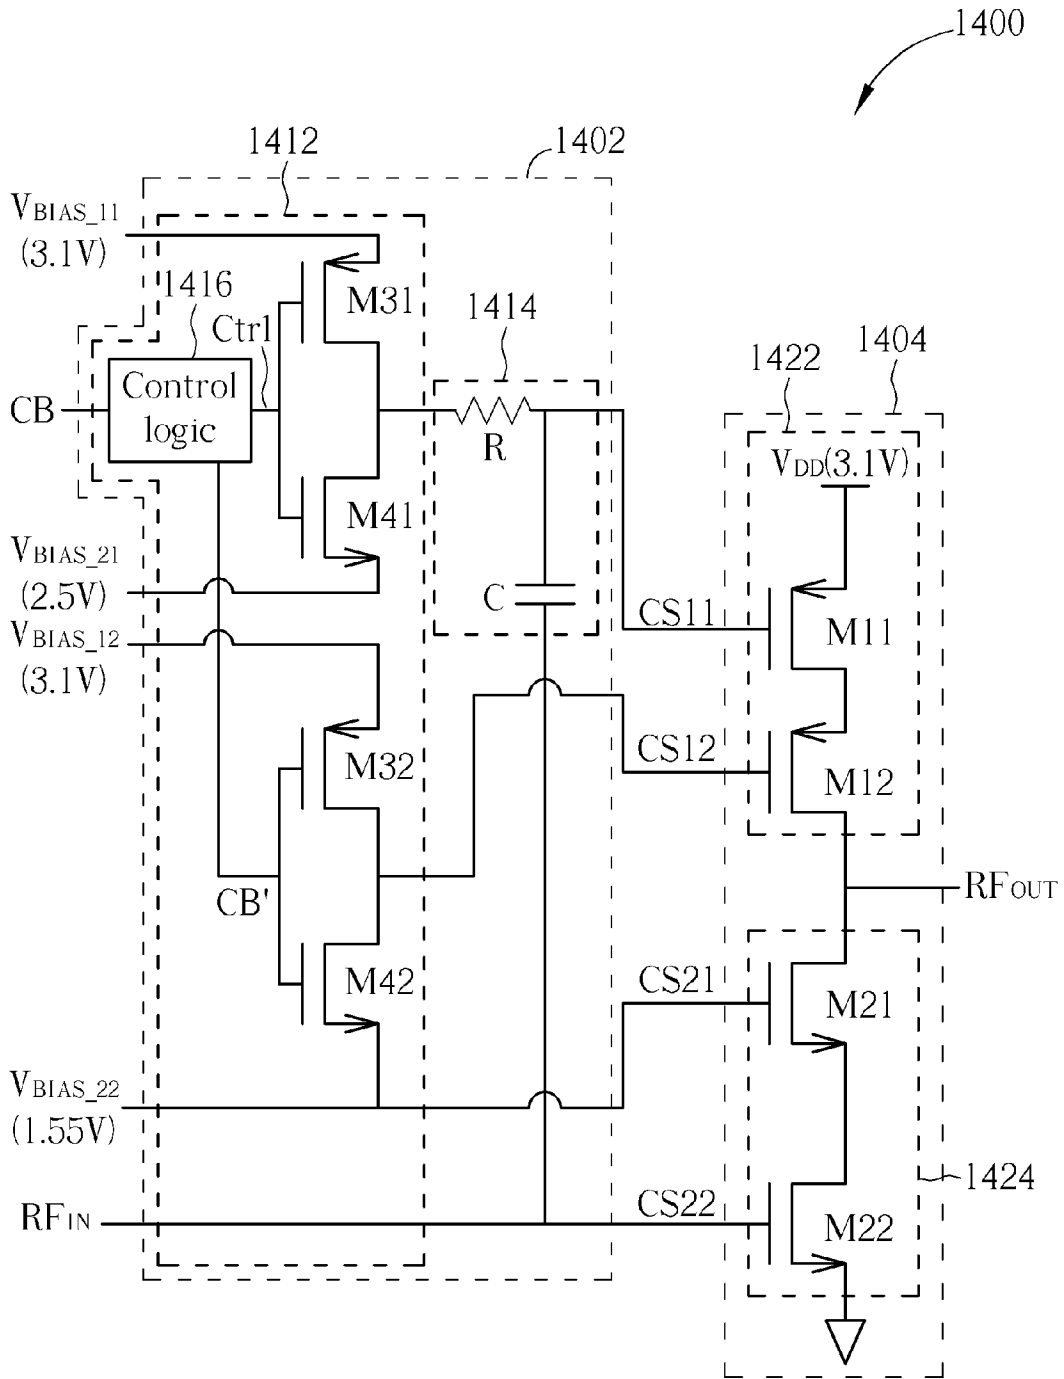 1400
1412
1402
VBIAS_11
(3.1V)
1416
Ctrl
M31
1414
1422
1404
CB
Control
logic
R
VDD(3.1V)
M41
VBIAS_21
(2.5V)
C
CS11
M11
VBIAS_12
(3.1V)
CS12
M12
M32
CB'
RFOUT
M42
CS21
M21
VBIAS_22
(1.55V)
1424
RFIN
CS22
M22